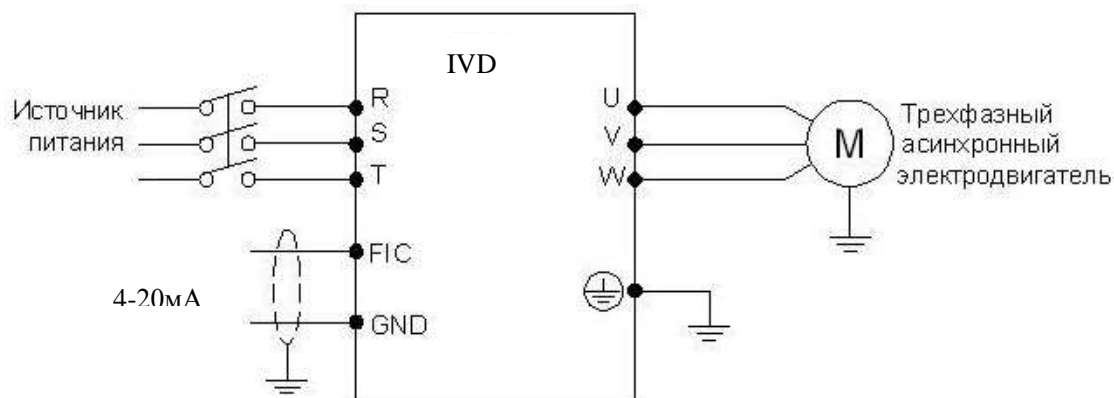 IVD
R
S
T
Источник
питания
U
V
W
M
Трехфазный
асинхронный
электродвигатель
FIC
4-20мА
GND